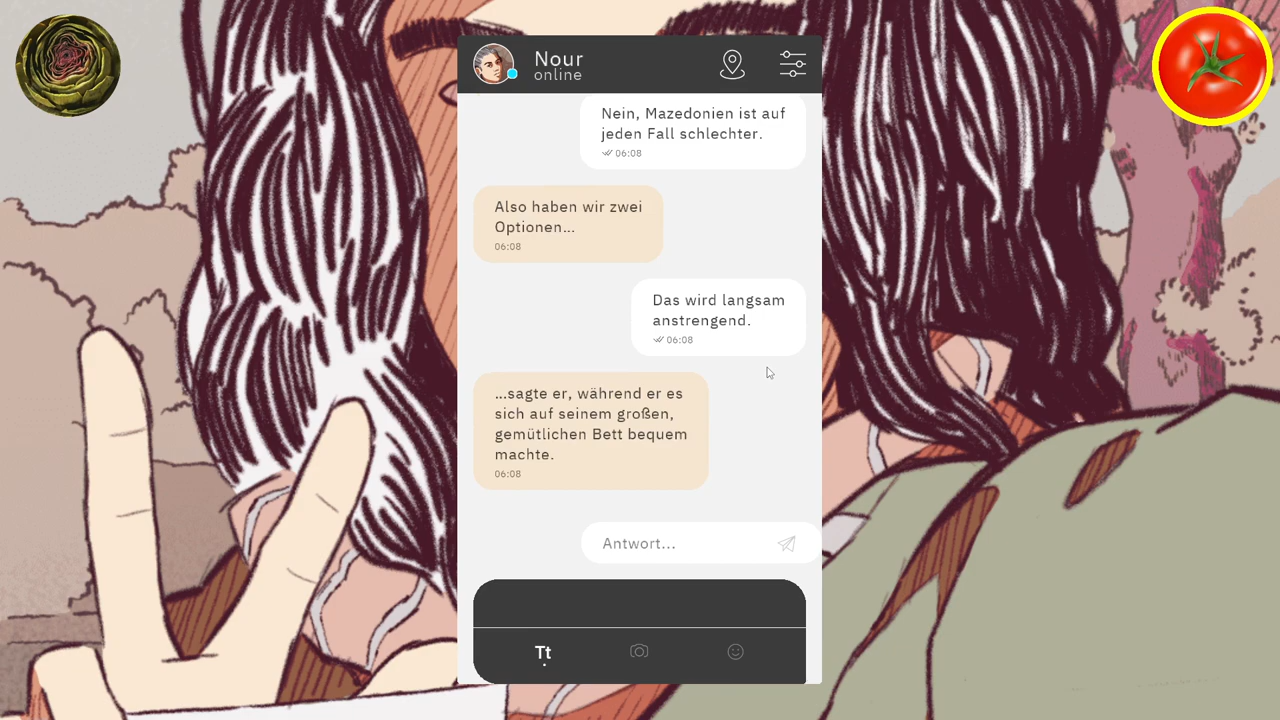 Nour
online
Nein, Mazedonien ist auf
jeden Fall schlechter.
06:08
Also haben wir zwei
Optionen...
06:08
Das wird langsam
anstrengend.
06:08
...sagte er, während er es
sich auf seinem großen,
gemütlichen Bett bequem
machte.
06:08
Antwort...
Tt